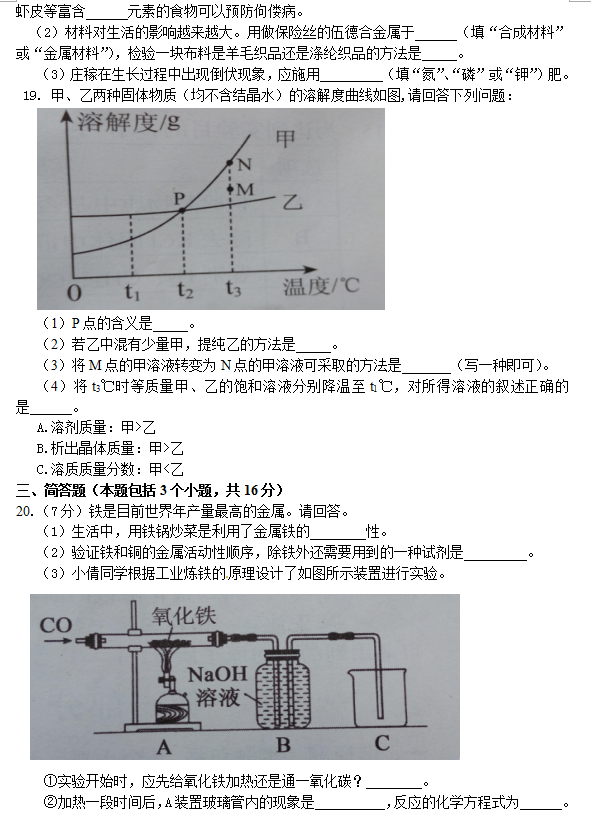 虾皮等富含______元素的食物可以预防佝偻病。
（2）材料对生活的影响越来越大。用做保险丝的伍德合金属于______（填“合成材料”
或“金属材料”），检验一块布料是羊毛织品还是涤纶织品的方法是_____。
（3）庄稼在生长过程中出现倒伏现象，应施用_________（填“氮”、“磷”或“钾”）肥。
19．甲、乙两种固体物质（均不含结晶水）的溶解度曲线如图,请回答下列问题：
溶解度/g
甲
N
M
P
乙
0
t1
t2
t3
温度/℃
（1）P点的含义是_____。
（2）若乙中混有少量甲，提纯乙的方法是_____。
（3）将M点的甲溶液转变为N点的甲溶液可采取的方法是_______（写一种即可）。
（4）将t3℃时等质量甲、乙的饱和溶液分别降温至t1℃，对所得溶液的叙述正确的
是______。
A.溶剂质量：甲>乙
B.析出晶体质量：甲>乙
C.溶质质量分数：甲<乙
三、简答题（本题包括3个小题，共16分）
20.（7分）铁是目前世界年产量最高的金属。请回答。
（1）生活中，用铁锅炒菜是利用了金属铁的________性。
（2）验证铁和铜的金属活动性顺序，除铁外还需要用到的一种试剂是_________。
（3）小倩同学根据工业炼铁的原理设计了如图所示装置进行实验。
CO
氧化铁
NaOH
溶液
A
B
C
①实验开始时，应先给氧化铁加热还是通一氧化碳？________。
②加热一段时间后，A装置玻璃管内的现象是__________,反应的化学方程式为______。